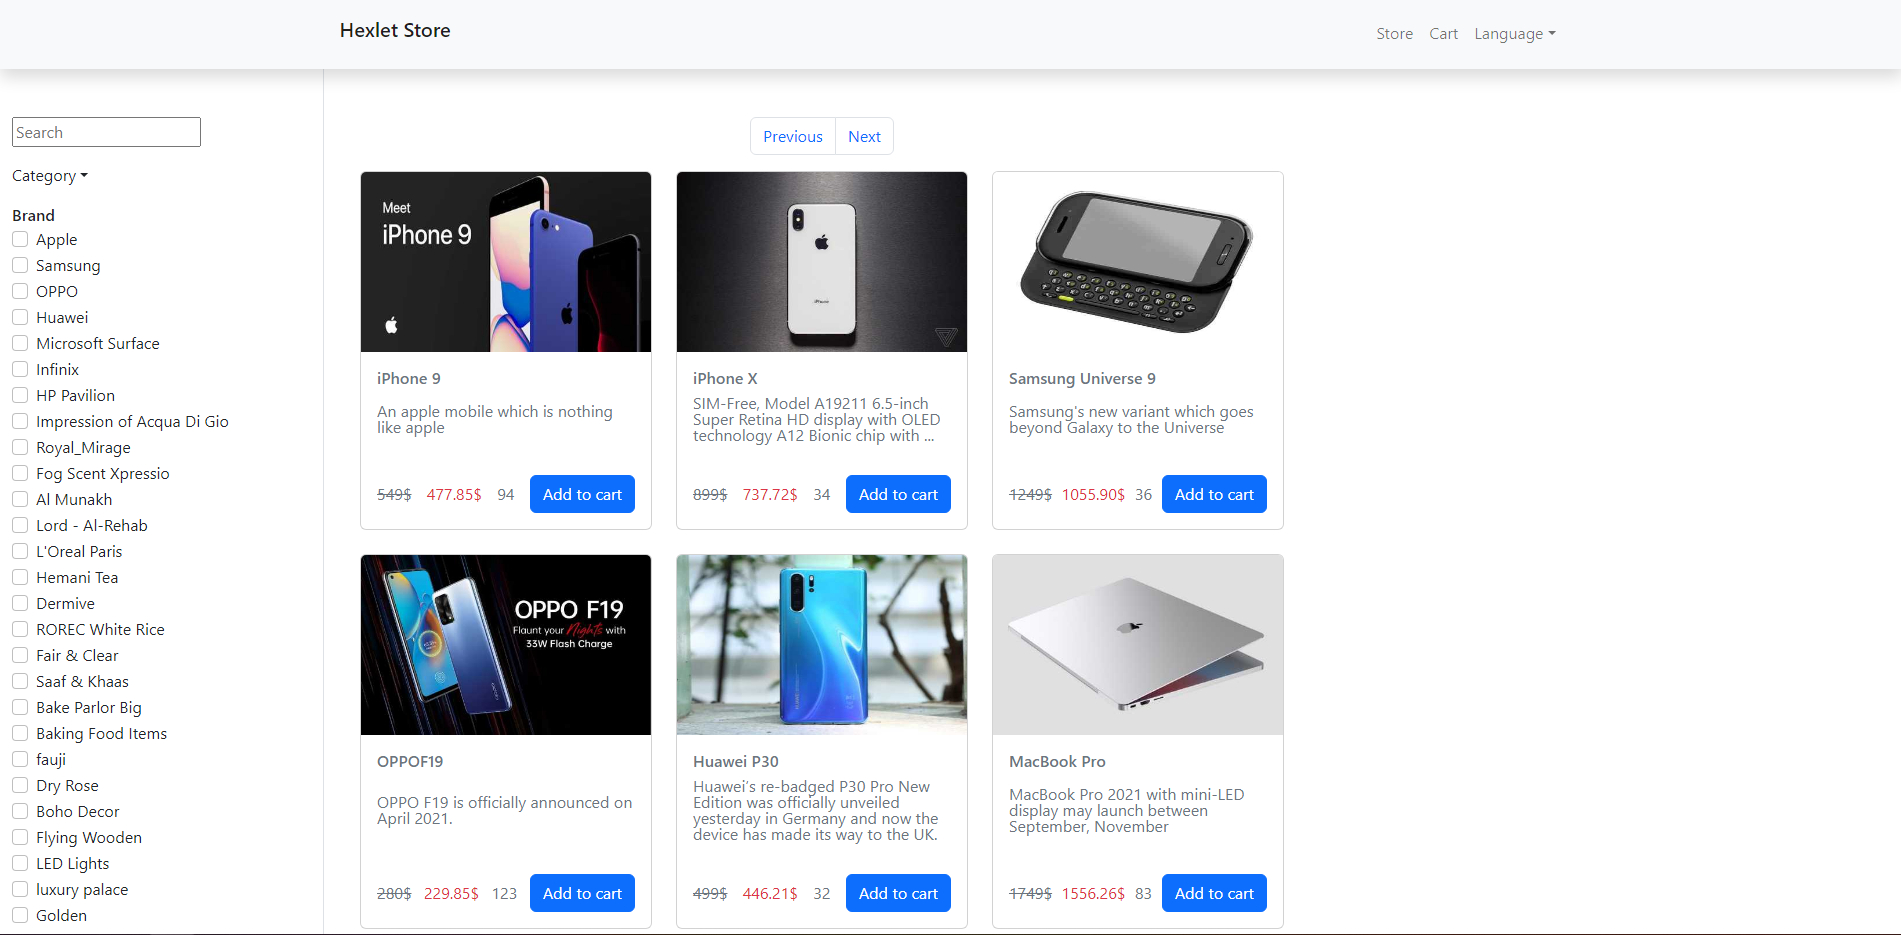 Hexlet Store
Store
Cart
Language
Search
Category
Brand
Apple
Samsung
OPPO
Huawei
Microsoft Surface
Infinix
HP Pavilion
Impression of Acqua Di Gio
Royal_Mirage
Fog Scent Xpressio
Al Munakh
Lord - Al-Rehab
L'Oreal Paris
Hemani Tea
Dermive
ROREC White Rice
Fair & Clear
Saaf & Khaas
Bake Parlor Big
Baking Food Items
fauji
Dry Rose
Boho Decor
Flying Wooden
LED Lights
luxury palace
Golden
Previous
Next
Meet
iPhone 9
iPhone 9
An apple mobile which is nothing
like apple
549$ 477.85$ 94 Add to cart
iPhone
iPhone X
SIM-Free, Model A19211 6.5-inch
Super Retina HD display with OLED
technology A12 Bionic chip with ...
899$ 737.72$ 34 Add to cart
Samsung Universe 9
Samsung's new variant which goes
beyond Galaxy to the Universe
1249$ 1055.90$ 36 Add to cart
OPPO F19
Flaunt your Nights with
33W Flash Charge
OPPOF19
OPPO F19 is officially announced on
April 2021.
280$ 229.85$ 123 Add to cart
Huawei P30
Huawei’s re-badged P30 Pro New
Edition was officially unveiled
yesterday in Germany and now the
device has made its way to the UK.
499$ 446.21$ 32 Add to cart
MacBook Pro
MacBook Pro 2021 with mini-LED
display may launch between
September, November
1749$ 1556.26$ 83 Add to cart